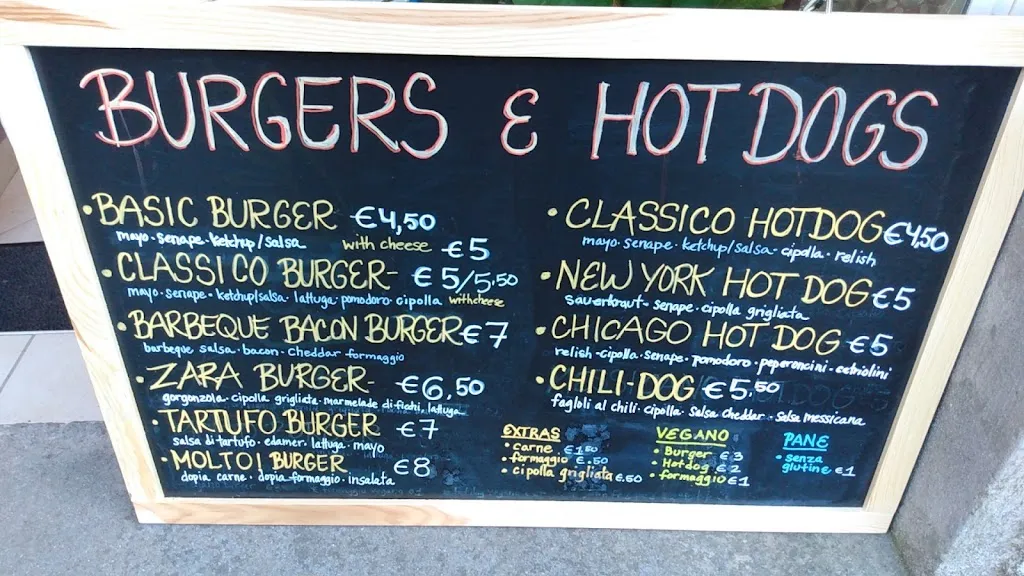 BURGERS & HOT DOGS
• BASIC BURGER €4,50
mayo · senape · ketchup/salsa with cheese €5
• CLASSICO BURGER - € 5/5,50
mayo · senape · ketchup/salsa · lattuga pomodoro · cipolla with cheese
• BARBEQUE BACON BURGER €7
barbeque salsa · bacon · cheddar formaggio
• ZARA BURGER - €6,50
gorgonzola · cipolla grigliata · marmelade di fichi, lattuga
• TARTUFO BURGER €7
salsa di tartufo · edamer · lattuga · mayo
• MOLTO! BURGER €8
dopia carne · dopia formaggio · insalata
• CLASSICO HOTDOG €4,50
mayo · senape · ketchup/salsa · cipolla · relish
• NEW YORK HOT DOG €5
sauerkraut · senape · cipolla grigliata
• CHICAGO HOT DOG €5
relish · cipolla · senape · pomodoro · peperoncini · cetriolini
• CHILI-DOG €5,50
fagioli al chili · cipolla · salsa cheddar · salsa messicana
EXTRAS
• carne €1,50
• formaggio €.50
• cipolla grigliata €.50
VEGANO
• Burger €3
• Hotdog €2
• formaggio €1
PANE
• senza
glutine €1